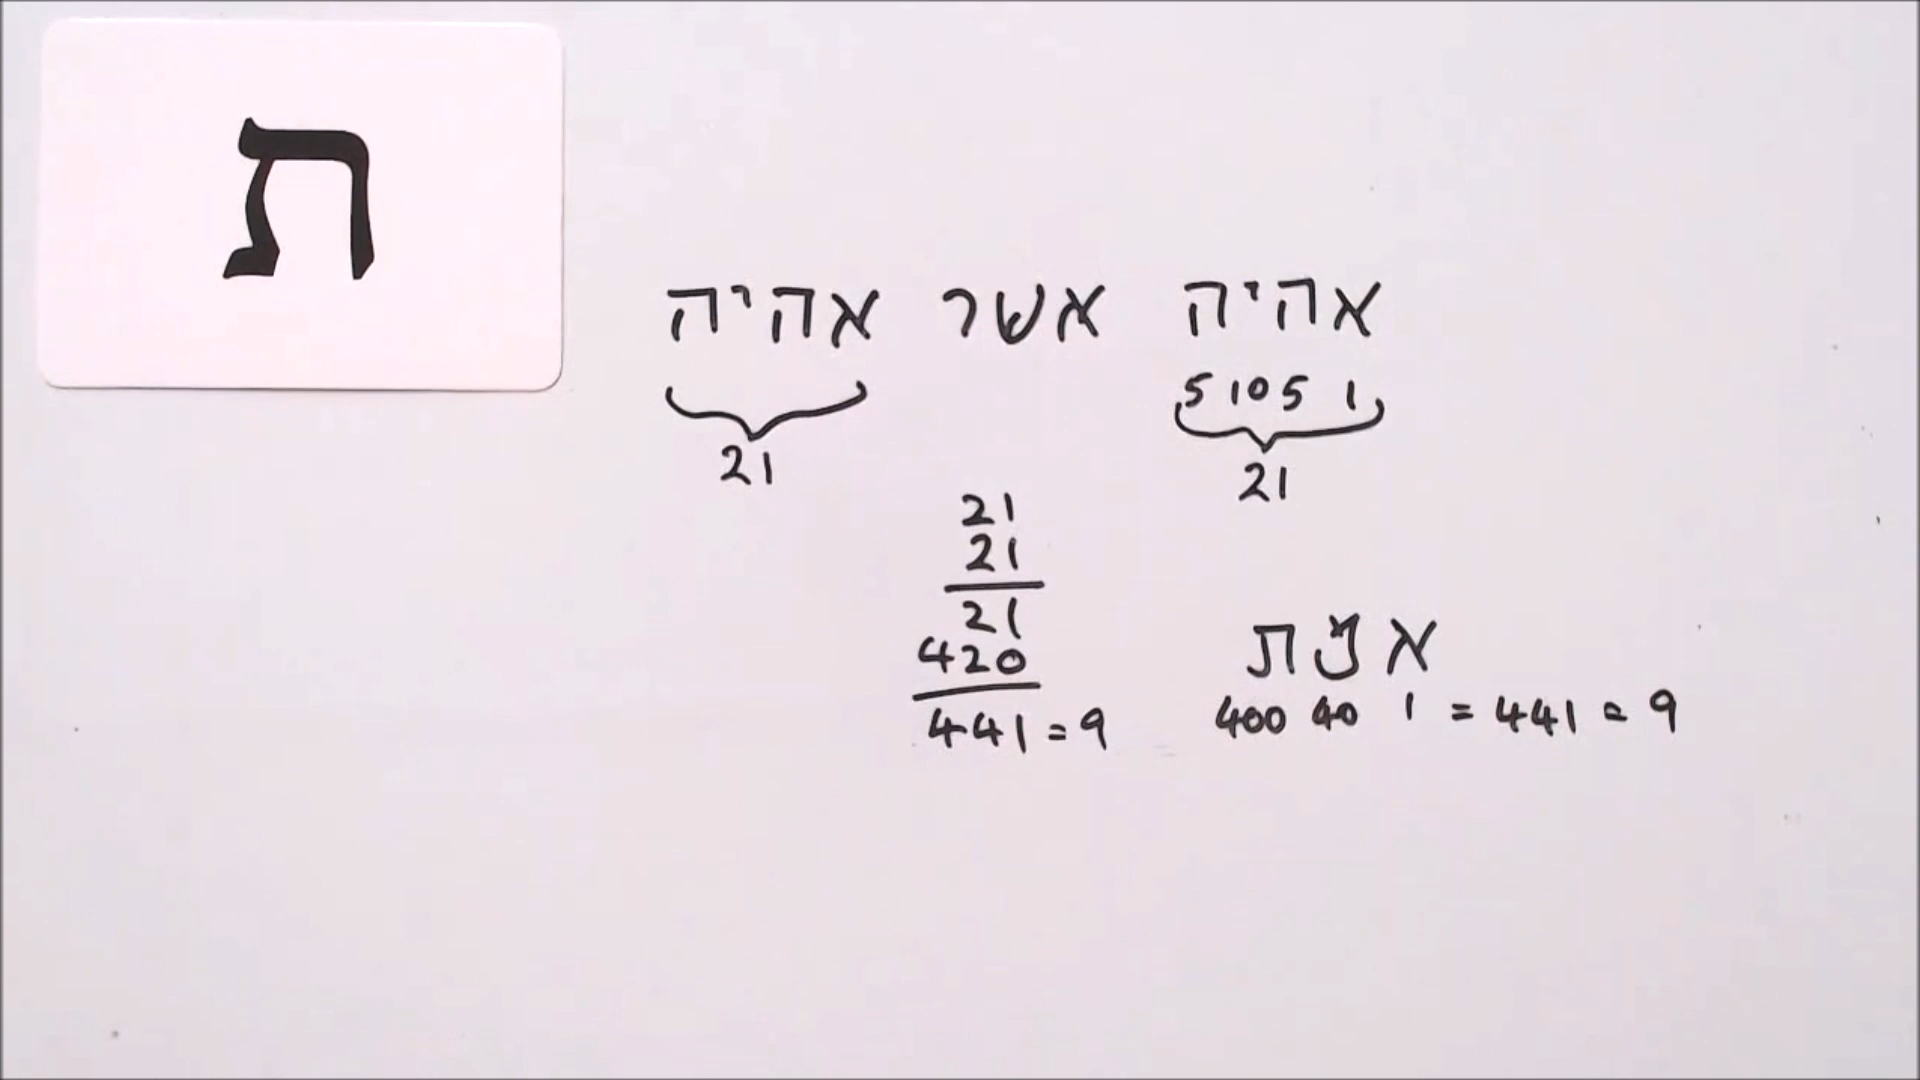 ת
אהיה אשר אהיה
5 10 5 1
21
21
21
21
21
420
441 = 9
אמת
400 40 1 = 441 = 9